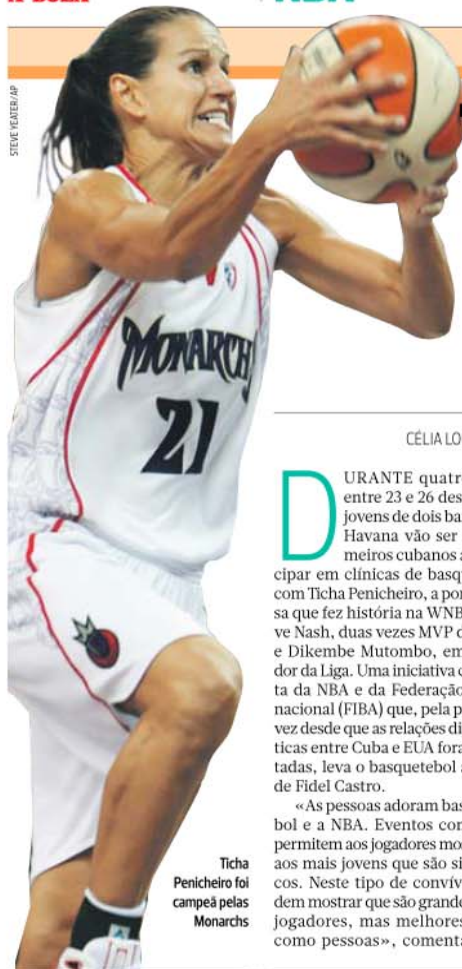 STEVE YEATER/AP
MONARCHS
21
CÉLIA LO
DURANTE quatr
entre 23 e 26 des
jovens de dois ba
Havana vão ser
meiros cubanos a
cipar em clínicas de basq
com Ticha Penicheiro, a por
sa que fez história na WNB
ve Nash, duas vezes MVP d
e Dikembe Mutombo, em
dor da Liga. Uma iniciativa c
ta da NBA e da Federação
nacional (FIBA) que, pela p
vez desde que as relações di
ticas entre Cuba e EUA fora
tadas, leva o basquetebol a
de Fidel Castro.
«As pessoas adoram bas
bol e a NBA. Eventos con
permitem aos jogadores mos
aos mais jovens que são si
cos. Neste tipo de convív
dem mostrar que são grande
jogadores, mas melhores
como pessoas», comenta
Ticha
Penicheiro foi
campeã pelas
Monarchs